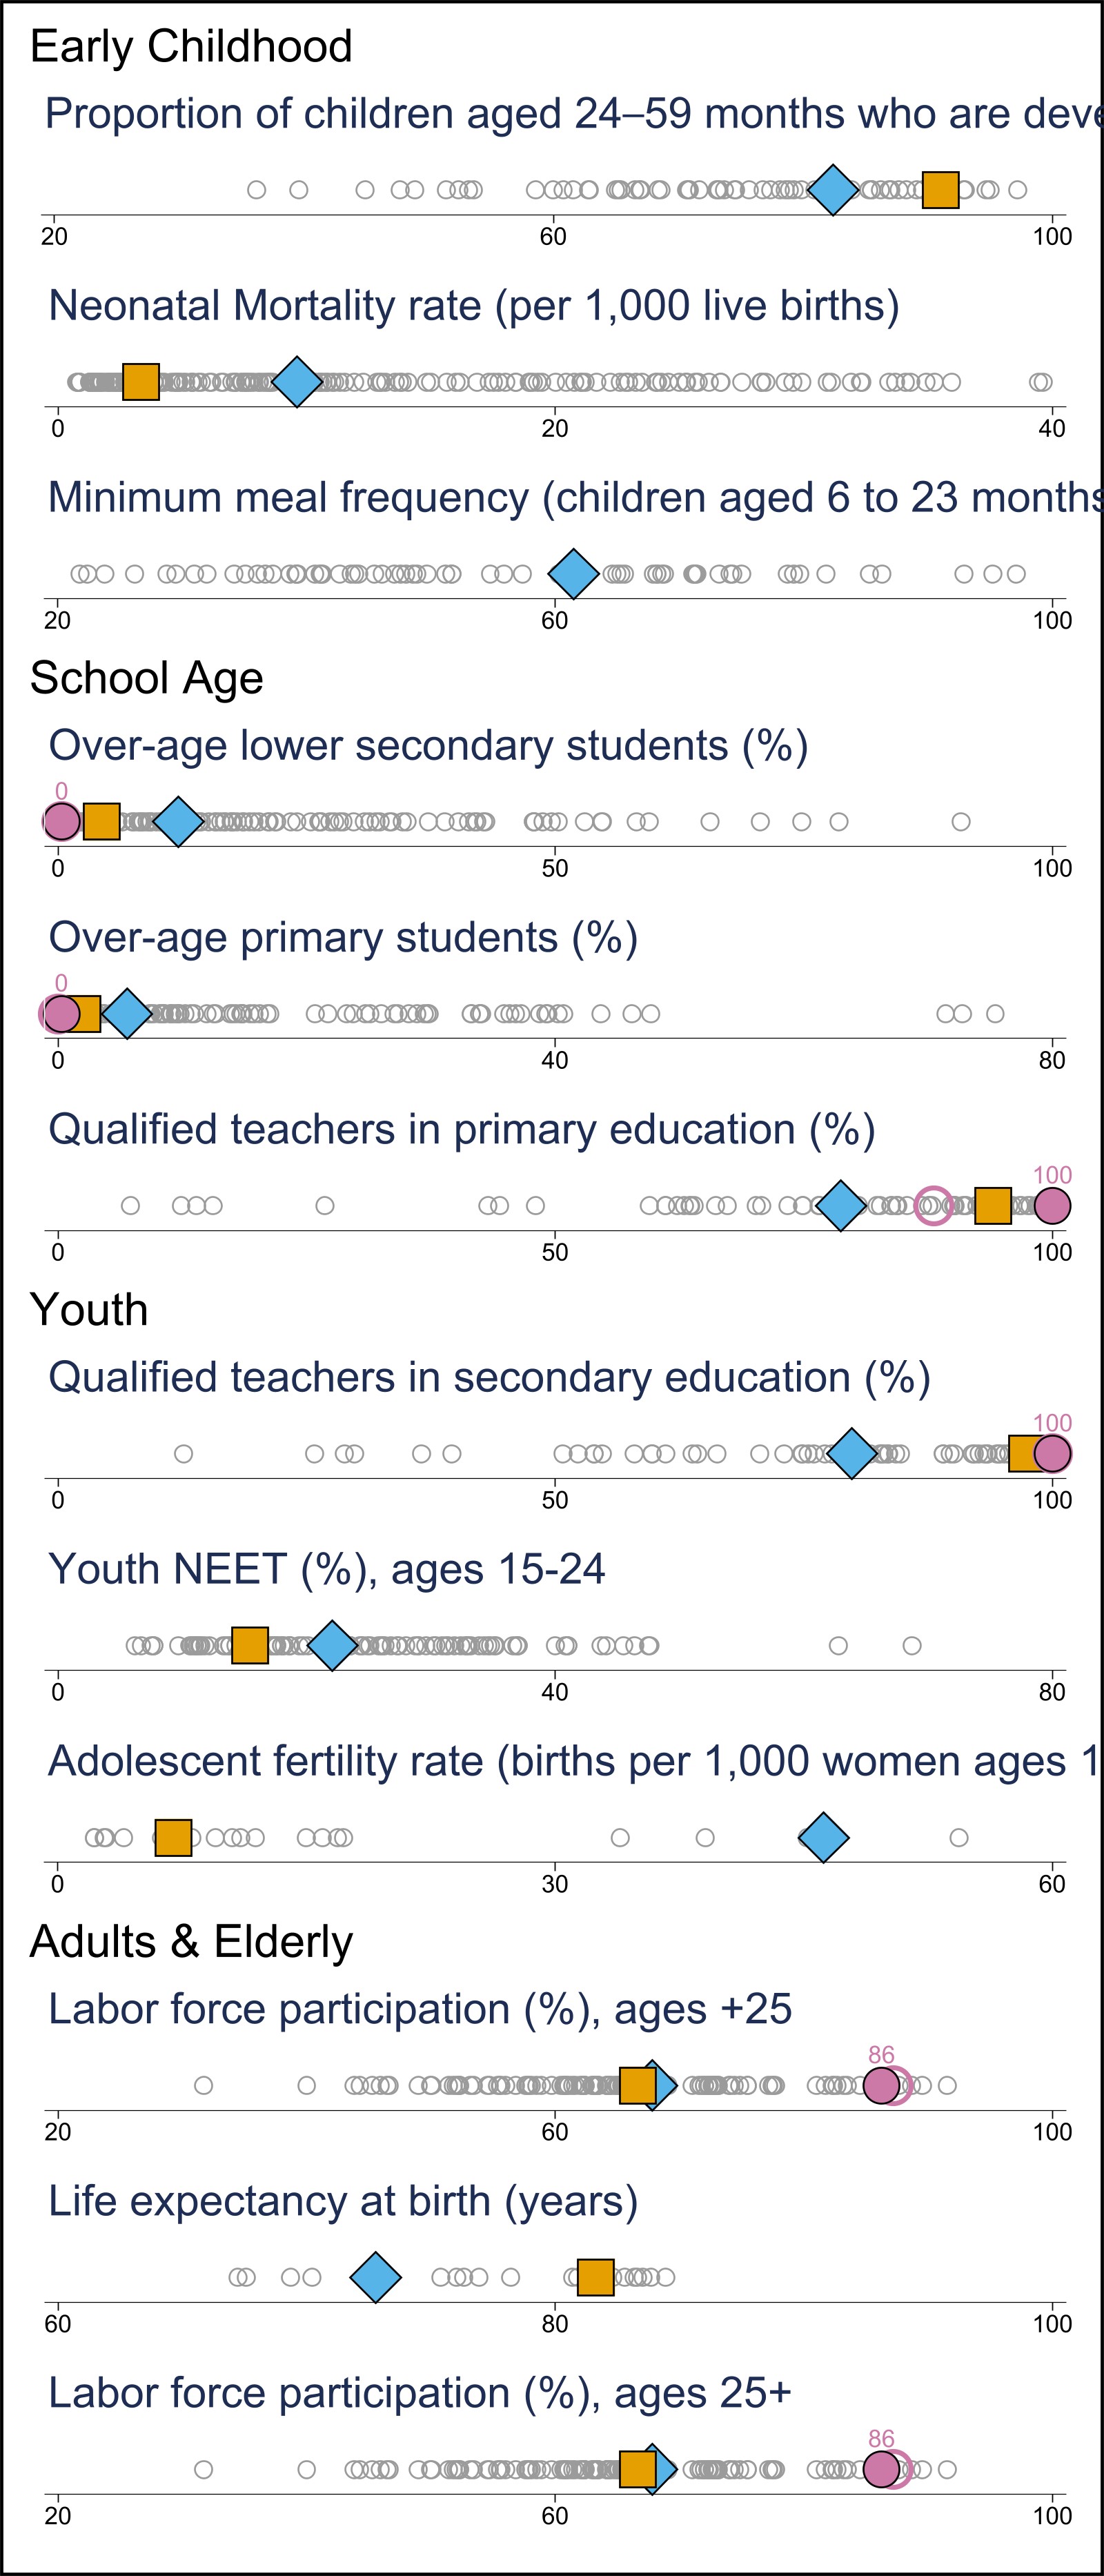 Early Childhood
Proportion of children aged 24–59 months who are deve
20 60 100
Neonatal Mortality rate (per 1,000 live births)
0 20 40
Minimum meal frequency (children aged 6 to 23 months
20 60 100
School Age
Over-age lower secondary students (%)
0
0 50 100
Over-age primary students (%)
0
0 40 80
Qualified teachers in primary education (%)
100
0 50 100
Youth
Qualified teachers in secondary education (%)
100
0 50 100
Youth NEET (%), ages 15-24
0 40 80
Adolescent fertility rate (births per 1,000 women ages 1
0 30 60
Adults & Elderly
Labor force participation (%), ages +25
86
20 60 100
Life expectancy at birth (years)
60 80 100
Labor force participation (%), ages 25+
86
20 60 100